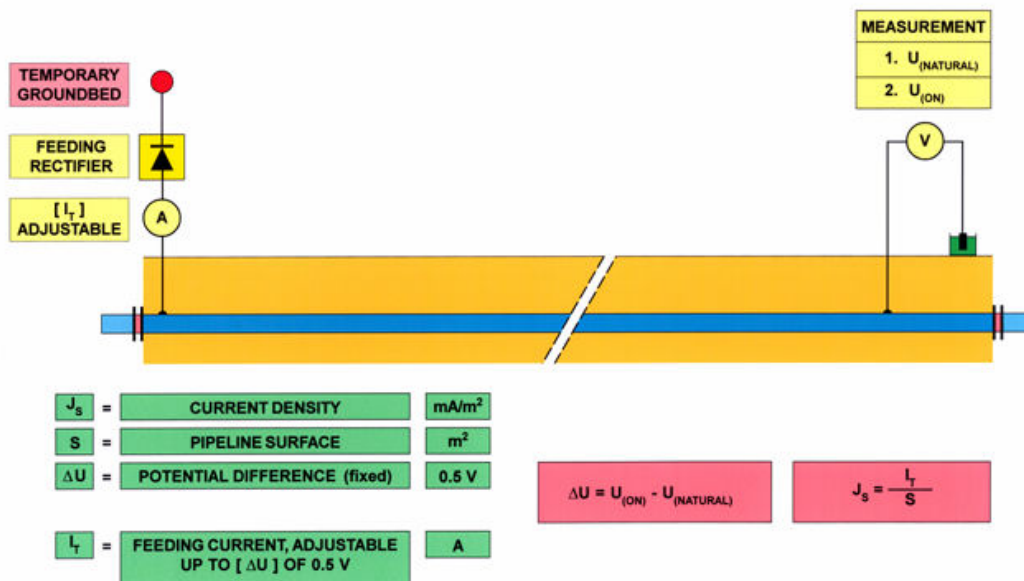 MEASUREMENT
1. U(NATURAL)
2. U(ON)
TEMPORARY
GROUNDBED
FEEDING
RECTIFIER
[ IT ]
ADJUSTABLE
A
V
JS = CURRENT DENSITY mA/m²
S = PIPELINE SURFACE m²
ΔU = POTENTIAL DIFFERENCE (fixed) 0.5 V
IT = FEEDING CURRENT, ADJUSTABLE
UP TO [ ΔU ] OF 0.5 V
A
ΔU = U(ON) - U(NATURAL)
JS = IT
S